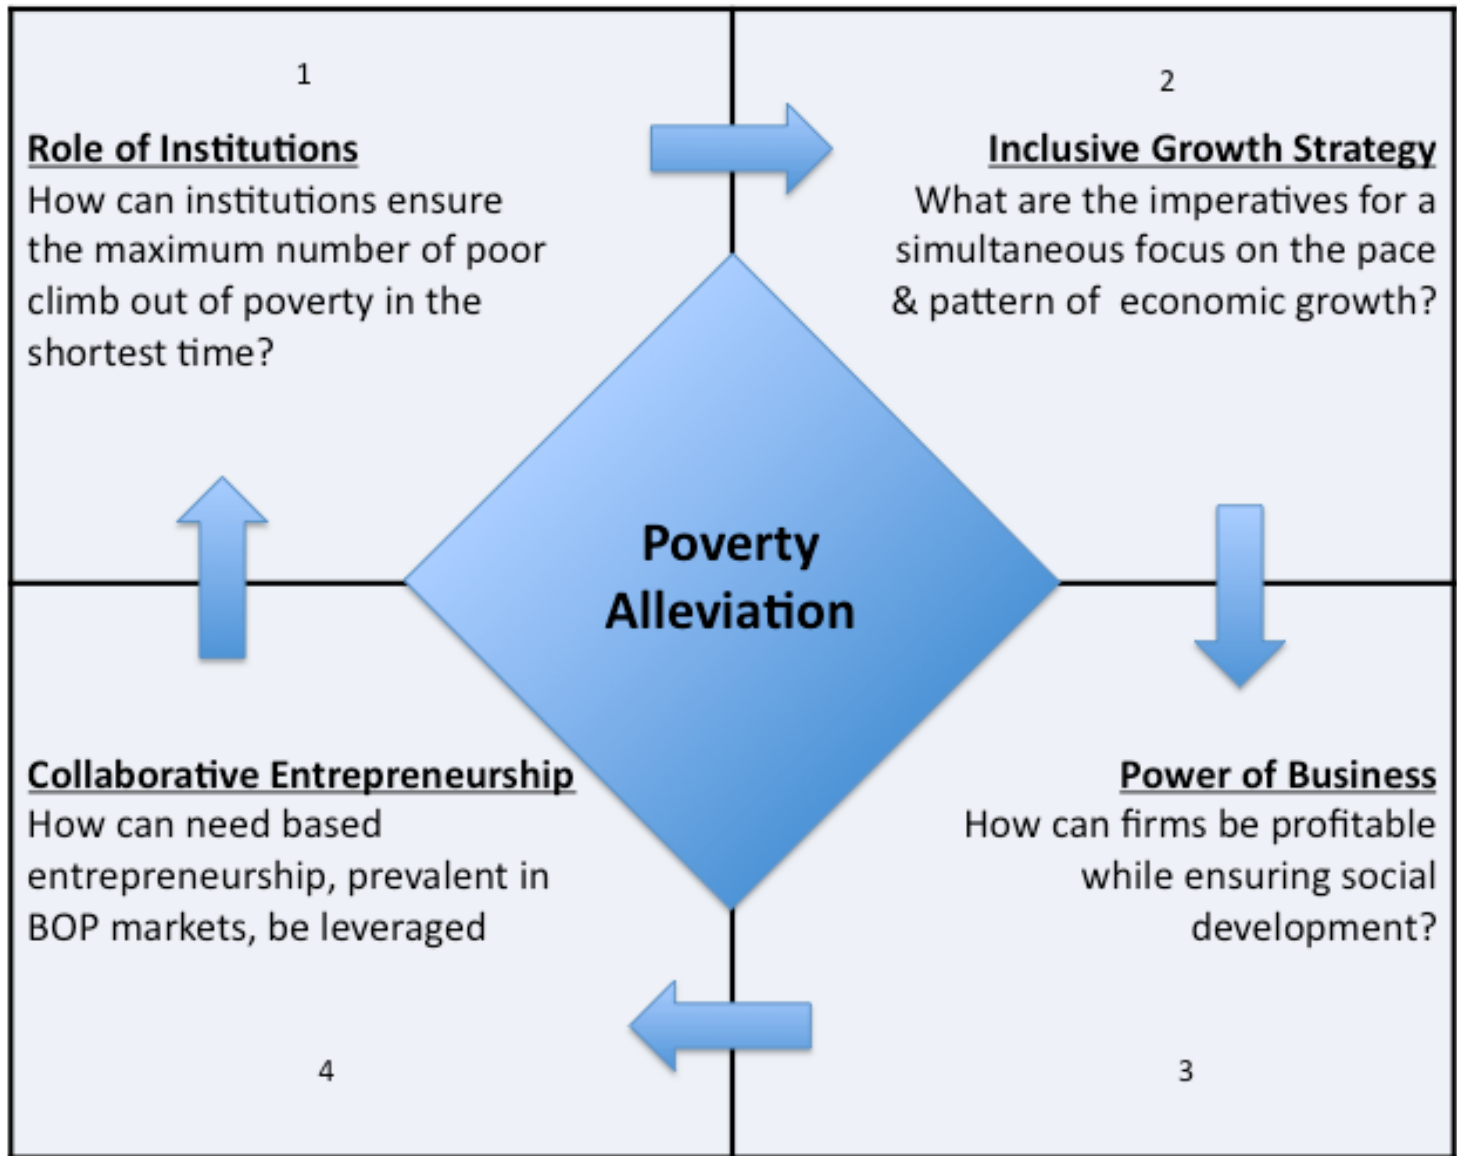 1
Role of Institutions
How can institutions ensure
the maximum number of poor
climb out of poverty in the
shortest time?
2
Inclusive Growth Strategy
What are the imperatives for a
simultaneous focus on the pace
& pattern of economic growth?
Poverty
Alleviation
Power of Business
How can firms be profitable
while ensuring social
development?
3
Collaborative Entrepreneurship
How can need based
entrepreneurship, prevalent in
BOP markets, be leveraged
4